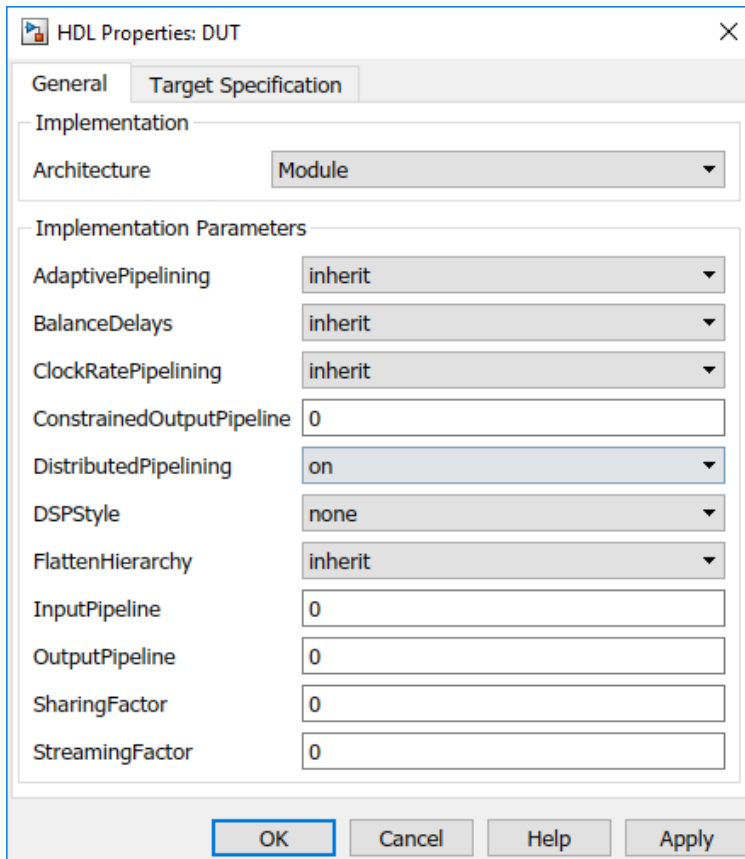 HDL Properties: DUT
General Target Specification
Implementation
Architecture Module
Implementation Parameters
AdaptivePipelining inherit
BalanceDelays inherit
ClockRatePipelining inherit
ConstrainedOutputPipeline 0
DistributedPipelining on
DSPStyle none
FlattenHierarchy inherit
InputPipeline 0
OutputPipeline 0
SharingFactor 0
StreamingFactor 0
OK Cancel Help Apply